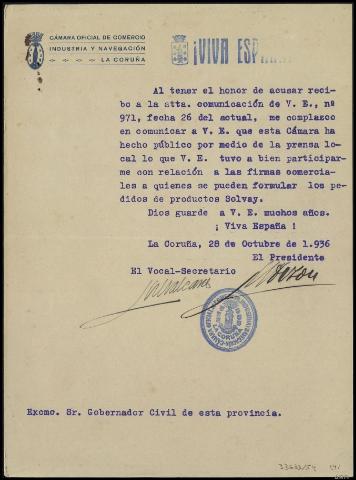 CÁMARA OFICIAL DE COMERCIO
INDUSTRIA Y NAVEGACIÓN
LA CORUÑA
¡VIVA ESPAÑA!
Al tener el honor de acusar reci-
bo a la atta. comunicación de V. E., nº
971, fecha 26 del actual, me complazco
en comunicar a V. E. que esta Cámara ha
hecho público por medio de la prensa lo-
cal lo que V. E. tuvo a bien participar-
me con relación a las firmas comercia-
les a quienes se pueden formular los pe-
didos de productos Solvay.
Dios guarde a V. E. muchos años.
¡ Viva España !
La Coruña, 28 de Octubre de 1.936
El Presidente
El Vocal-Secretario
LA CORUÑA
Excmo. Sr. Gobernador Civil de esta provincia.